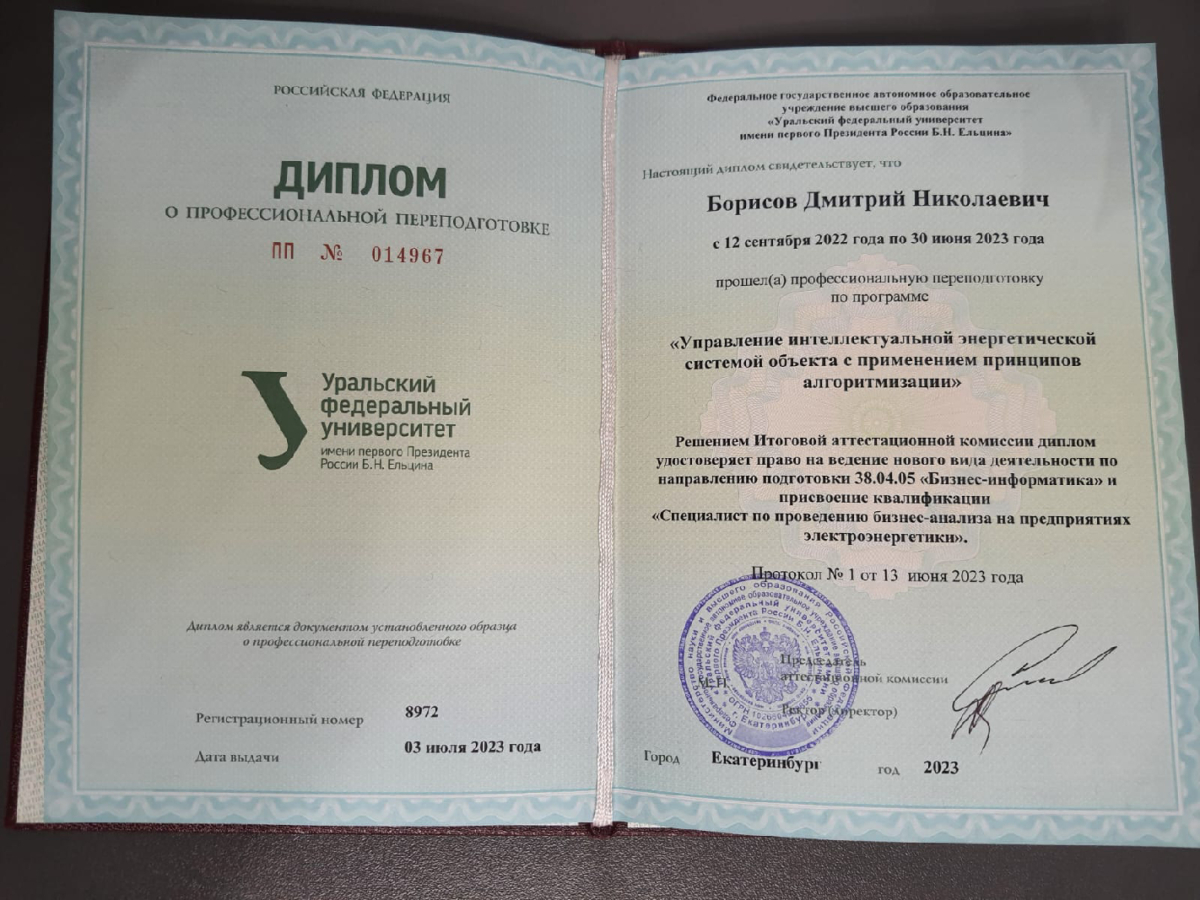 РОССИЙСКАЯ ФЕДЕРАЦИЯ
ДИПЛОМ
О ПРОФЕССИОНАЛЬНОЙ ПЕРЕПОДГОТОВКЕ
ПП № 014967
Уральский
федеральный
университет
имени первого Президента
России Б.Н. Ельцина
Диплом является документом установленного образца
о профессиональной переподготовке
Регистрационный номер 8972
Дата выдачи 03 июля 2023 года
Федеральное государственное автономное образовательное
учреждение высшего образования
«Уральский федеральный университет
имени первого Президента России Б.Н. Ельцина»
Настоящий диплом свидетельствует, что
Борисов Дмитрий Николаевич
с 12 сентября 2022 года по 30 июня 2023 года
прошел(а) профессиональную переподготовку
по программе
«Управление интеллектуальной энергетической
системой объекта с применением принципов
алгоритмизации»
Решением Итоговой аттестационной комиссии диплом
удостоверяет право на ведение нового вида деятельности по
направлению подготовки 38.04.05 «Бизнес-информатика» и
присвоение квалификации
«Специалист по проведению бизнес-анализа на предприятиях
электроэнергетики».
Протокол № 1 от 13 июня 2023 года
М.П.
Председатель
аттестационной комиссии
Ректор (директор)
Город Екатеринбург год 2023